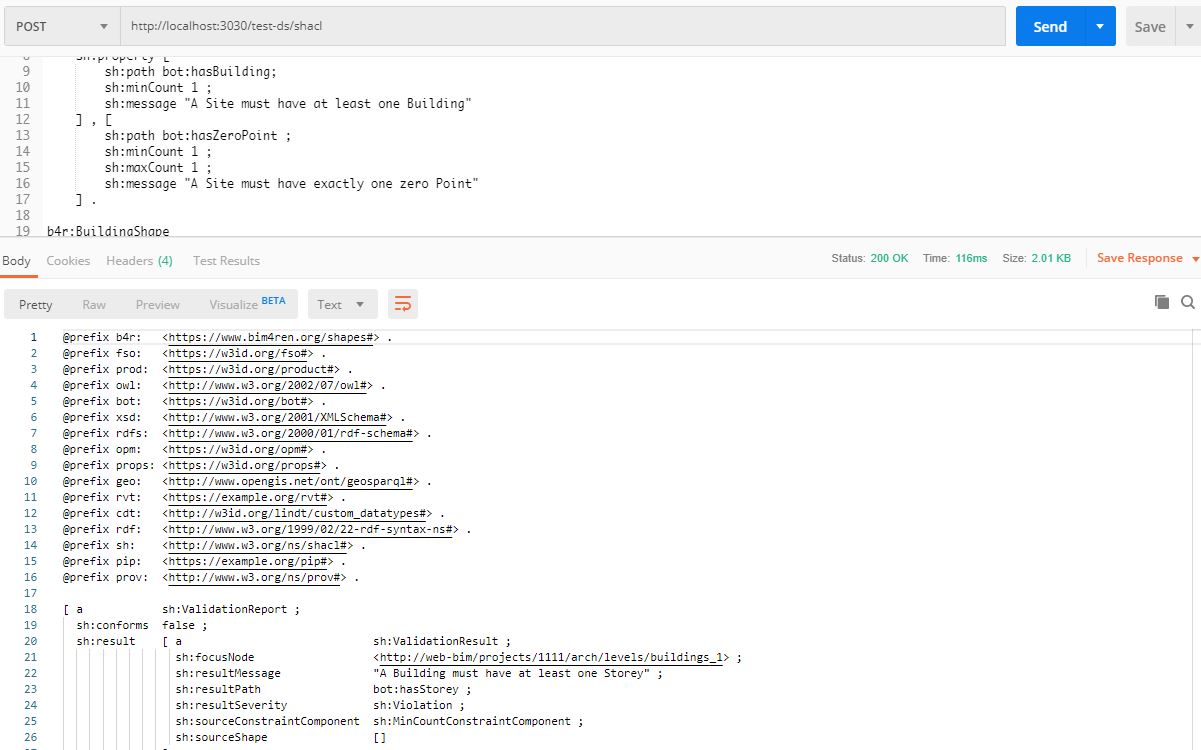 POST http://localhost:3030/test-ds/shacl Send Save
8 sh:property [
9 sh:path bot:hasBuilding;
10 sh:minCount 1 ;
11 sh:message "A Site must have at least one Building"
12 ] , [
13 sh:path bot:hasZeroPoint ;
14 sh:minCount 1 ;
15 sh:maxCount 1 ;
16 sh:message "A Site must have exactly one zero Point"
17 ] .
18
19 b4r:BuildingShape
Body Cookies Headers (4) Test Results Status: 200 OK Time: 116ms Size: 2.01 KB Save Response
Pretty Raw Preview Visualize BETA Text
1 @prefix b4r: <https://www.bim4ren.org/shapes#> .
2 @prefix fso: <https://w3id.org/fso#> .
3 @prefix prod: <https://w3id.org/product#> .
4 @prefix owl: <http://www.w3.org/2002/07/owl#> .
5 @prefix bot: <https://w3id.org/bot#> .
6 @prefix xsd: <http://www.w3.org/2001/XMLSchema#> .
7 @prefix rdfs: <http://www.w3.org/2000/01/rdf-schema#> .
8 @prefix opm: <https://w3id.org/opm#> .
9 @prefix props: <https://w3id.org/props#> .
10 @prefix geo: <http://www.opengis.net/ont/geosparql#> .
11 @prefix rvt: <https://example.org/rvt#> .
12 @prefix cdt: <http://w3id.org/lindt/custom_datatypes#> .
13 @prefix rdf: <http://www.w3.org/1999/02/22-rdf-syntax-ns#> .
14 @prefix sh: <http://www.w3.org/ns/shacl#> .
15 @prefix pip: <https://example.org/pip#> .
16 @prefix prov: <http://www.w3.org/ns/prov#> .
17
18 [ a sh:ValidationReport ;
19 sh:conforms false ;
20 sh:result [ a sh:ValidationResult ;
21 sh:focusNode <http://web-bim/projects/1111/arch/levels/buildings_1> ;
22 sh:resultMessage "A Building must have at least one Storey" ;
23 sh:resultPath bot:hasStorey ;
24 sh:resultSeverity sh:Violation ;
25 sh:sourceConstraintComponent sh:MinCountConstraintComponent ;
26 sh:sourceShape []